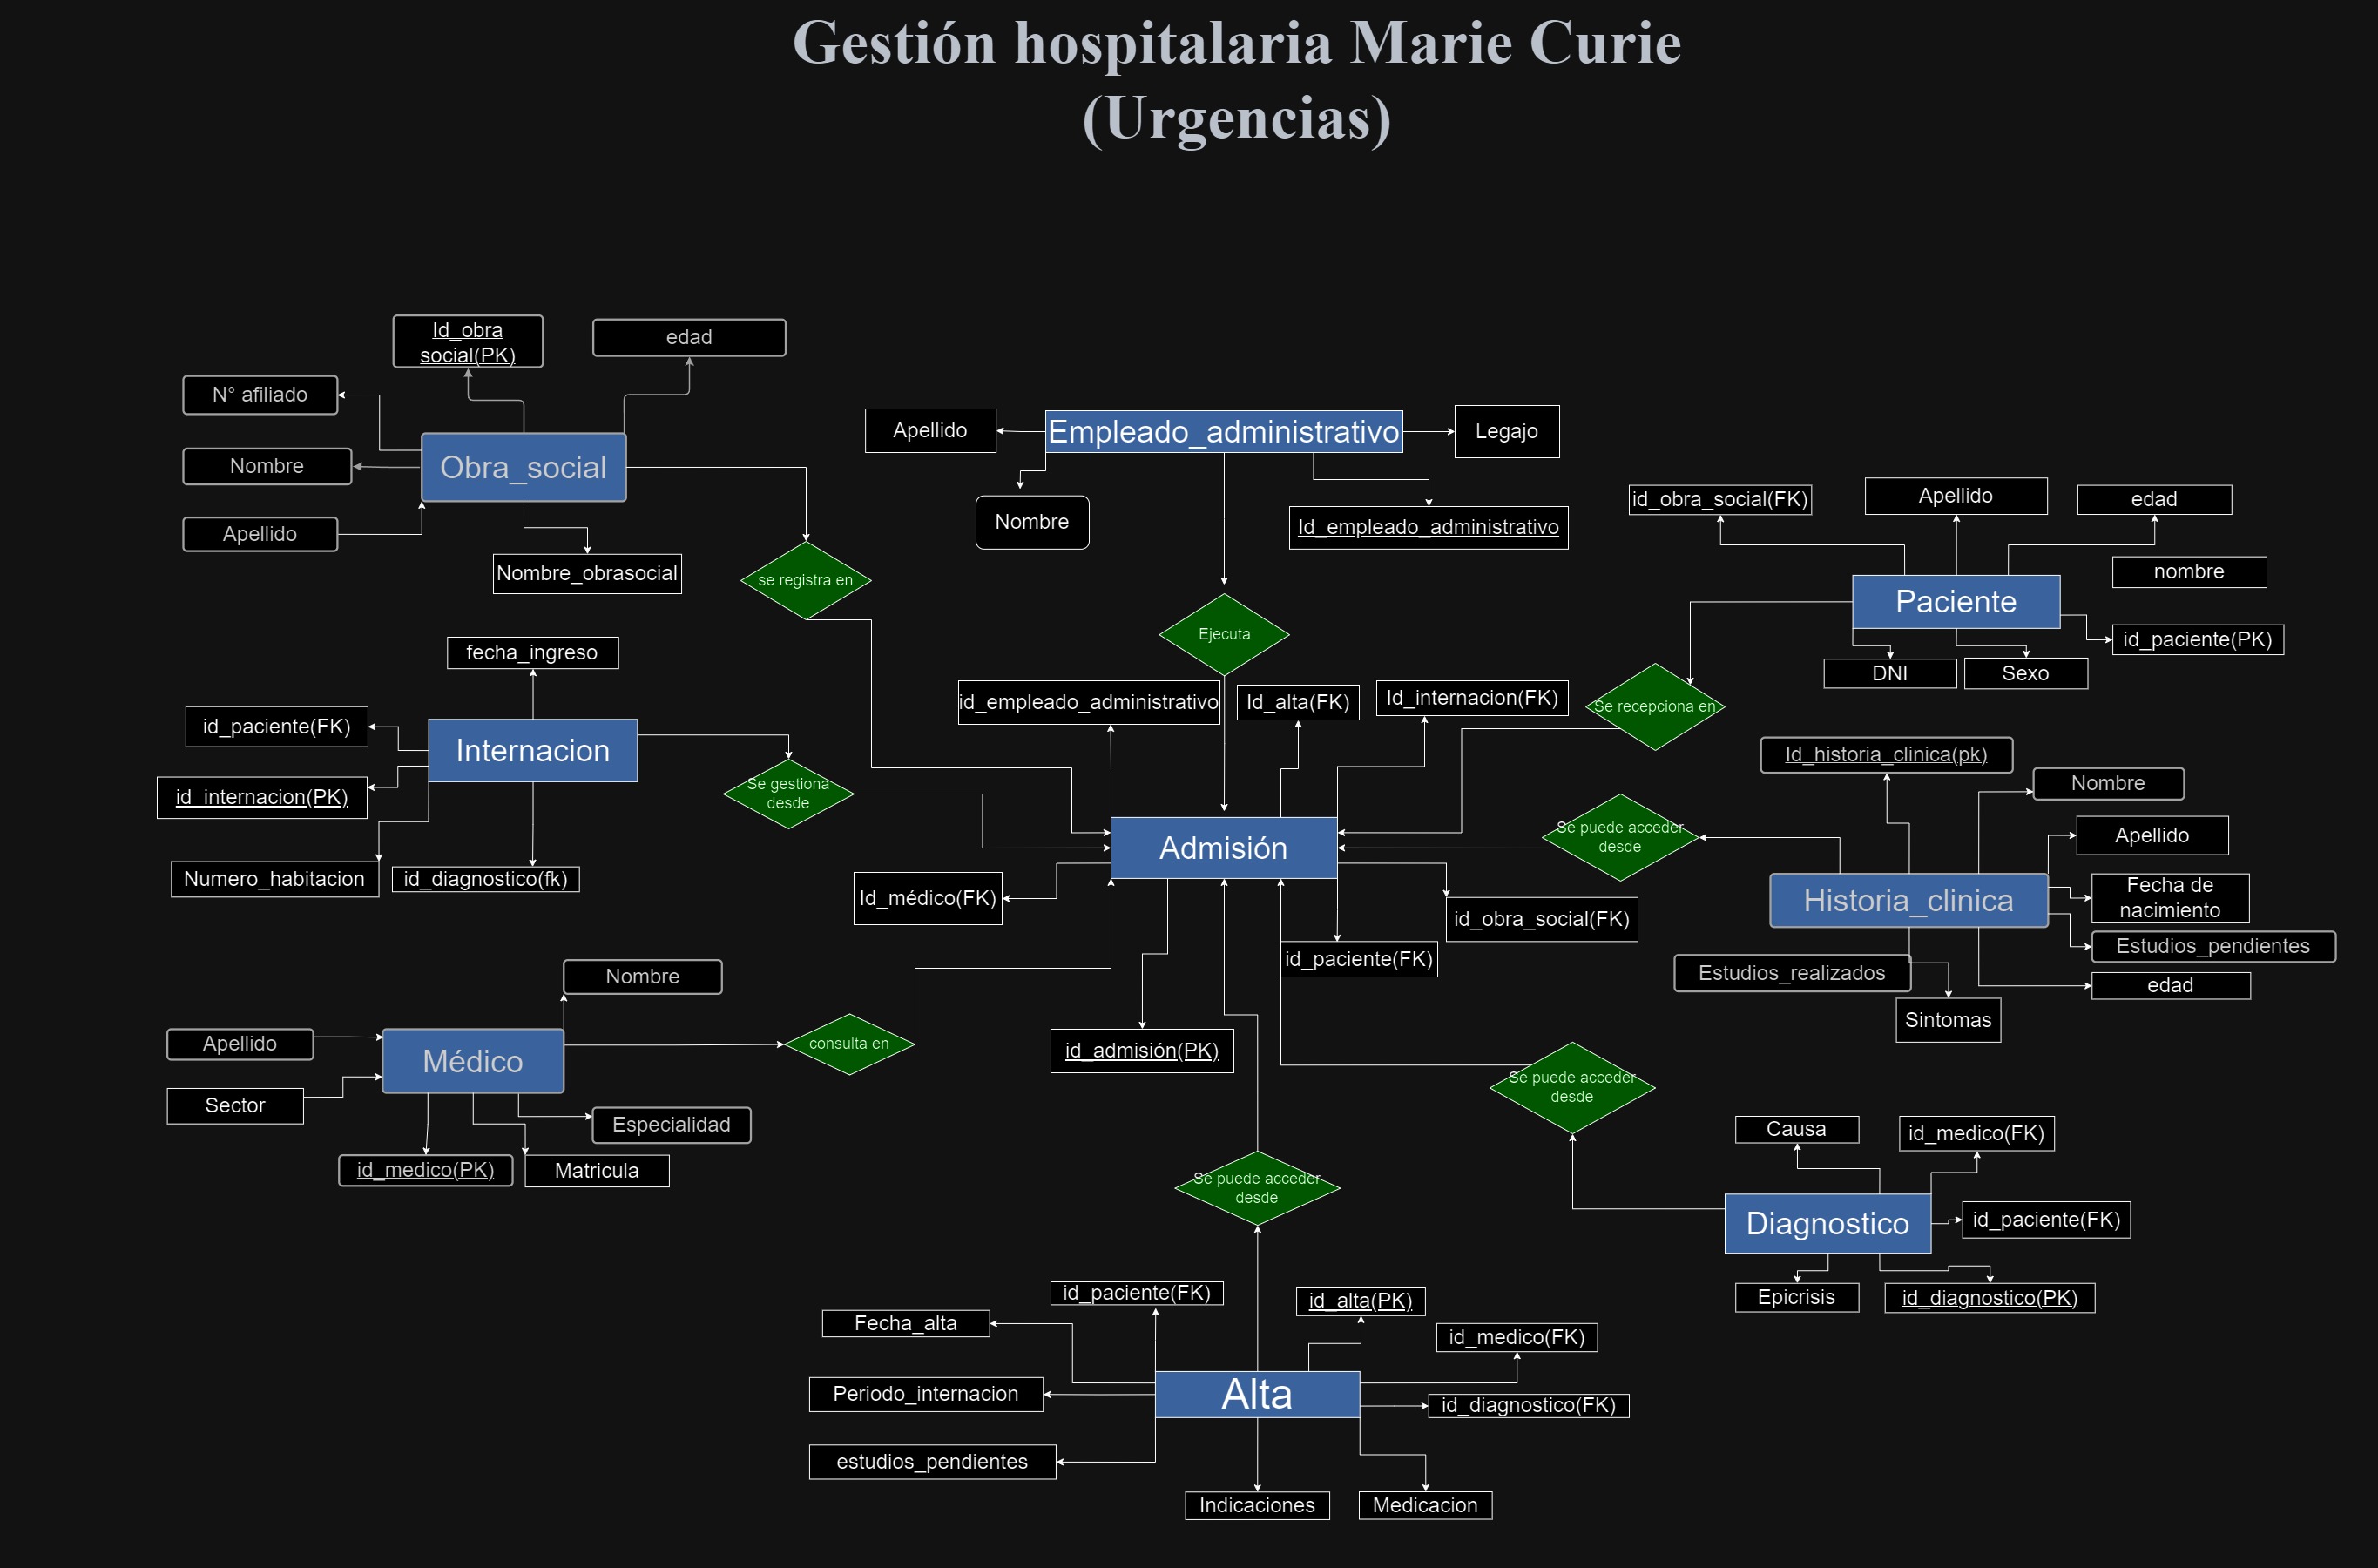 Gestión hospitalaria Marie Curie
(Urgencias)
Id_obra
social(PK)
edad
N° afiliado
Nombre
Obra_social
Apellido
Nombre_obrasocial
se registra en
Apellido
Empleado_administrativo
Legajo
Nombre
Id_empleado_administrativo
Ejecuta
id_obra_social(FK)
Apellido
edad
nombre
Paciente
id_paciente(PK)
DNI
Sexo
Se recepciona en
fecha_ingreso
id_paciente(FK)
Internacion
id_internacion(PK)
Numero_habitacion
id_diagnostico(fk)
Se gestiona
desde
id_empleado_administrativo
Id_alta(FK)
Id_internacion(FK)
Admisión
Id_médico(FK)
id_obra_social(FK)
id_paciente(FK)
id_admisión(PK)
Se puede acceder
desde
Id_historia_clinica(pk)
Nombre
Apellido
Historia_clinica
Fecha de
nacimiento
Estudios_pendientes
Estudios_realizados
edad
Sintomas
Nombre
Apellido
Médico
Sector
Especialidad
id_medico(PK)
Matricula
consulta en
Se puede acceder
desde
Se puede acceder
desde
Causa
id_medico(FK)
Diagnostico
id_paciente(FK)
Epicrisis
id_diagnostico(PK)
id_paciente(FK)
id_alta(PK)
Fecha_alta
id_medico(FK)
Periodo_internacion
Alta
id_diagnostico(FK)
estudios_pendientes
Indicaciones
Medicacion